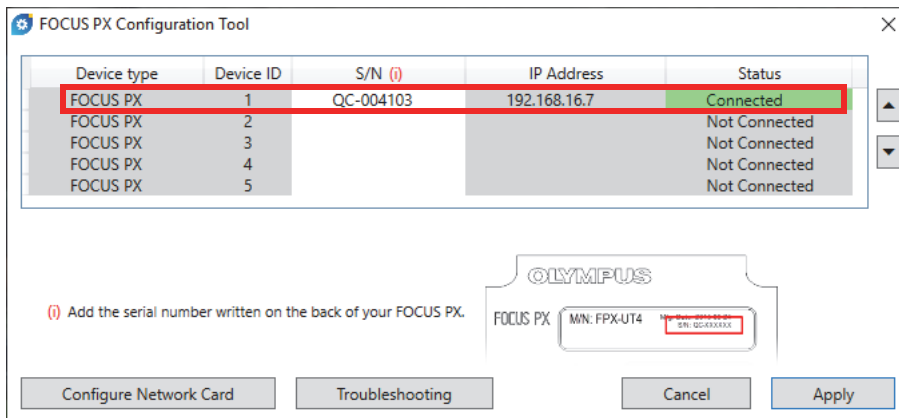 FOCUS PX Configuration Tool
Device type Device ID S/N (i) IP Address Status
FOCUS PX 1 QC-004103 192.168.16.7 Connected
FOCUS PX 2 Not Connected
FOCUS PX 3 Not Connected
FOCUS PX 4 Not Connected
FOCUS PX 5 Not Connected
OLYMPUS
(i) Add the serial number written on the back of your FOCUS PX.
FOCUS PX M/N: FPX-UT4
S/N: QC-XXXXXX
Configure Network Card Troubleshooting Cancel Apply